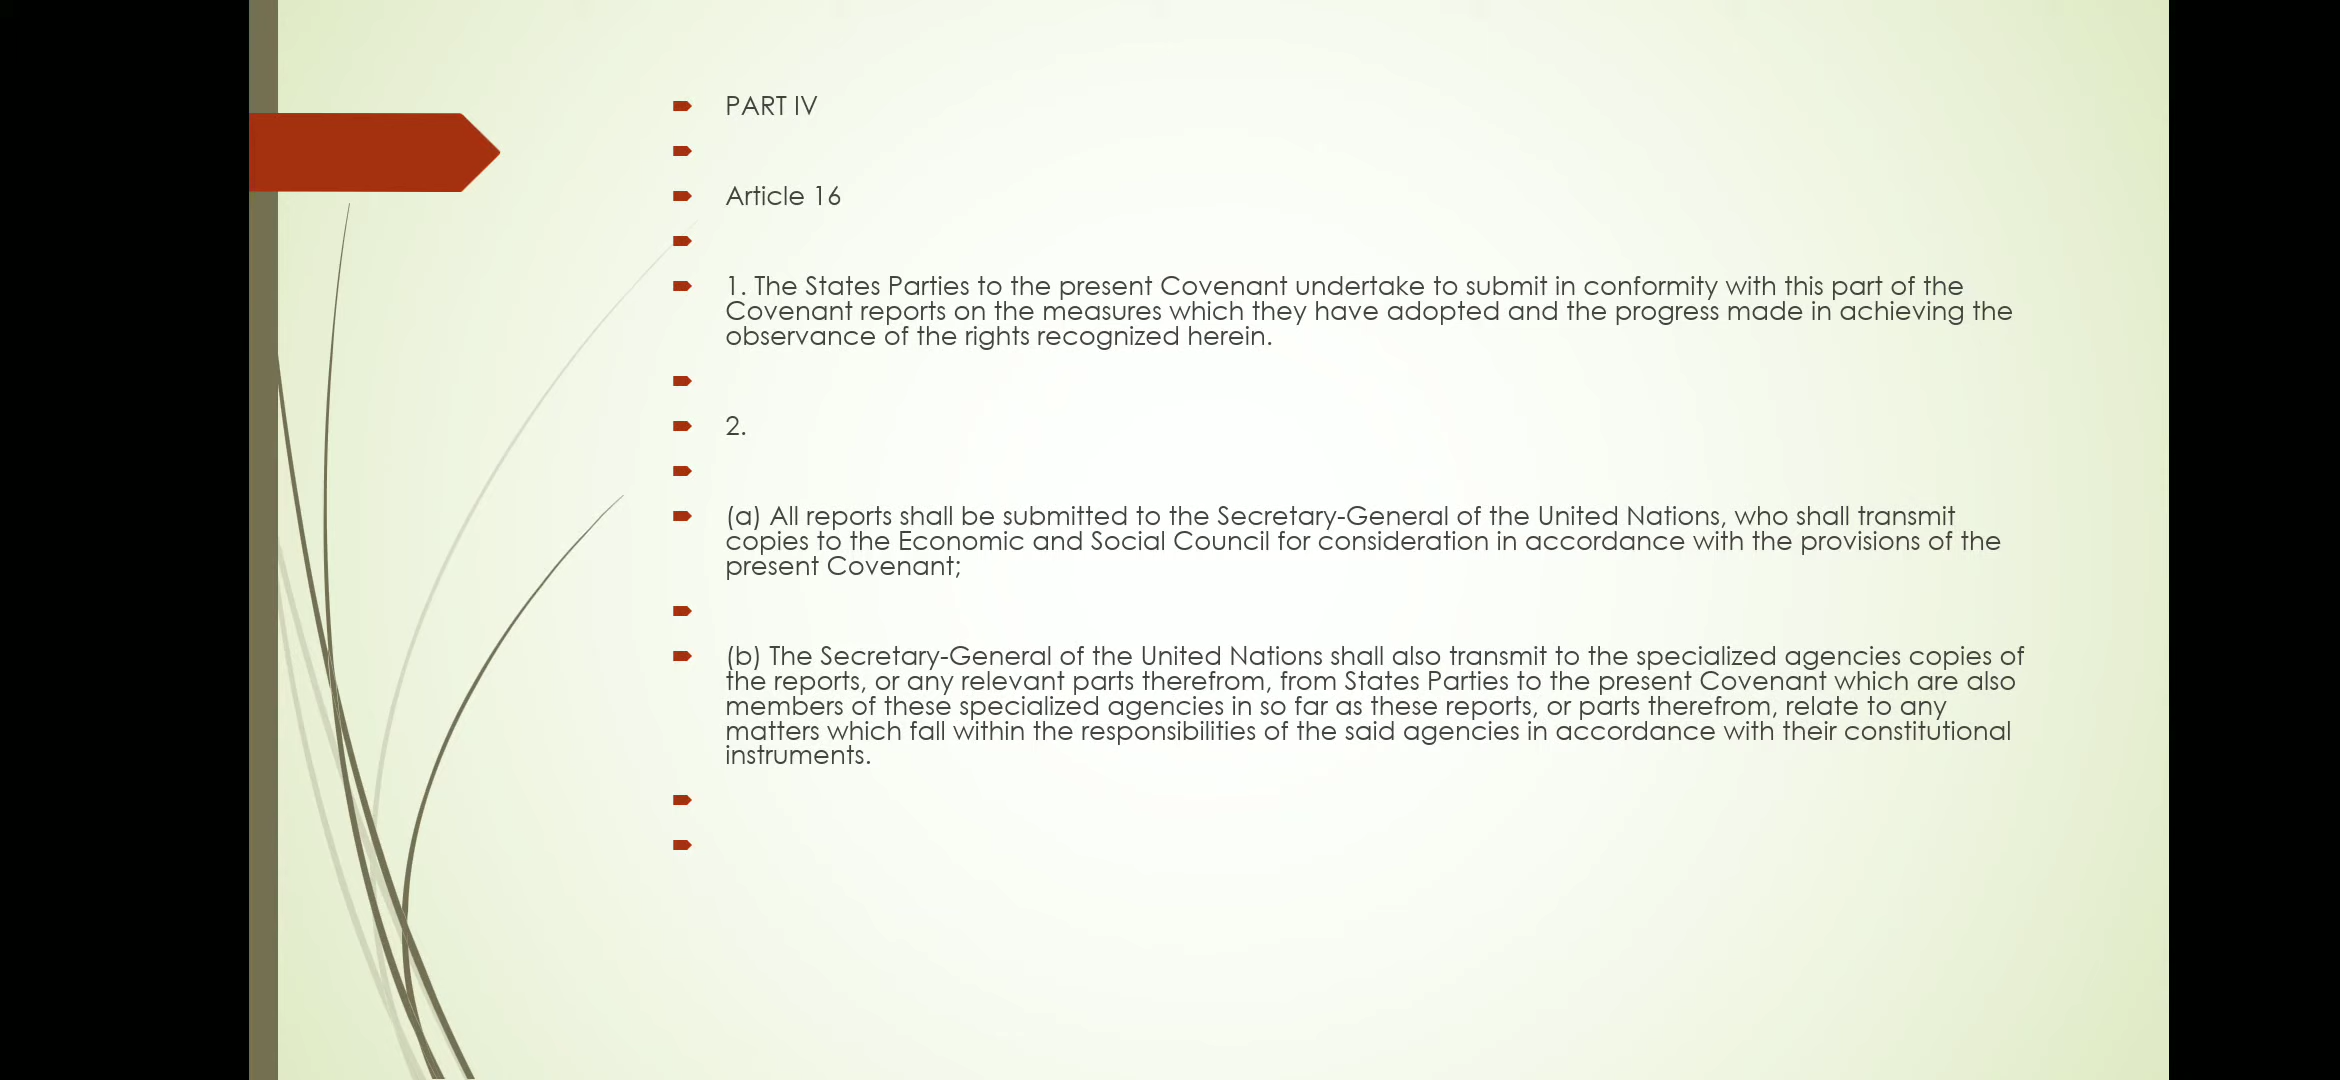 PART IV
Article 16
1. The States Parties to the present Covenant undertake to submit in conformity with this part of the
Covenant reports on the measures which they have adopted and the progress made in achieving the
observance of the rights recognized herein.
2.
(a) All reports shall be submitted to the Secretary-General of the United Nations, who shall transmit
copies to the Economic and Social Council for consideration in accordance with the provisions of the
present Covenant;
(b) The Secretary-General of the United Nations shall also transmit to the specialized agencies copies of
the reports, or any relevant parts therefrom, from States Parties to the present Covenant which are also
members of these specialized agencies in so far as these reports, or parts therefrom, relate to any
matters which fall within the responsibilities of the said agencies in accordance with their constitutional
instruments.